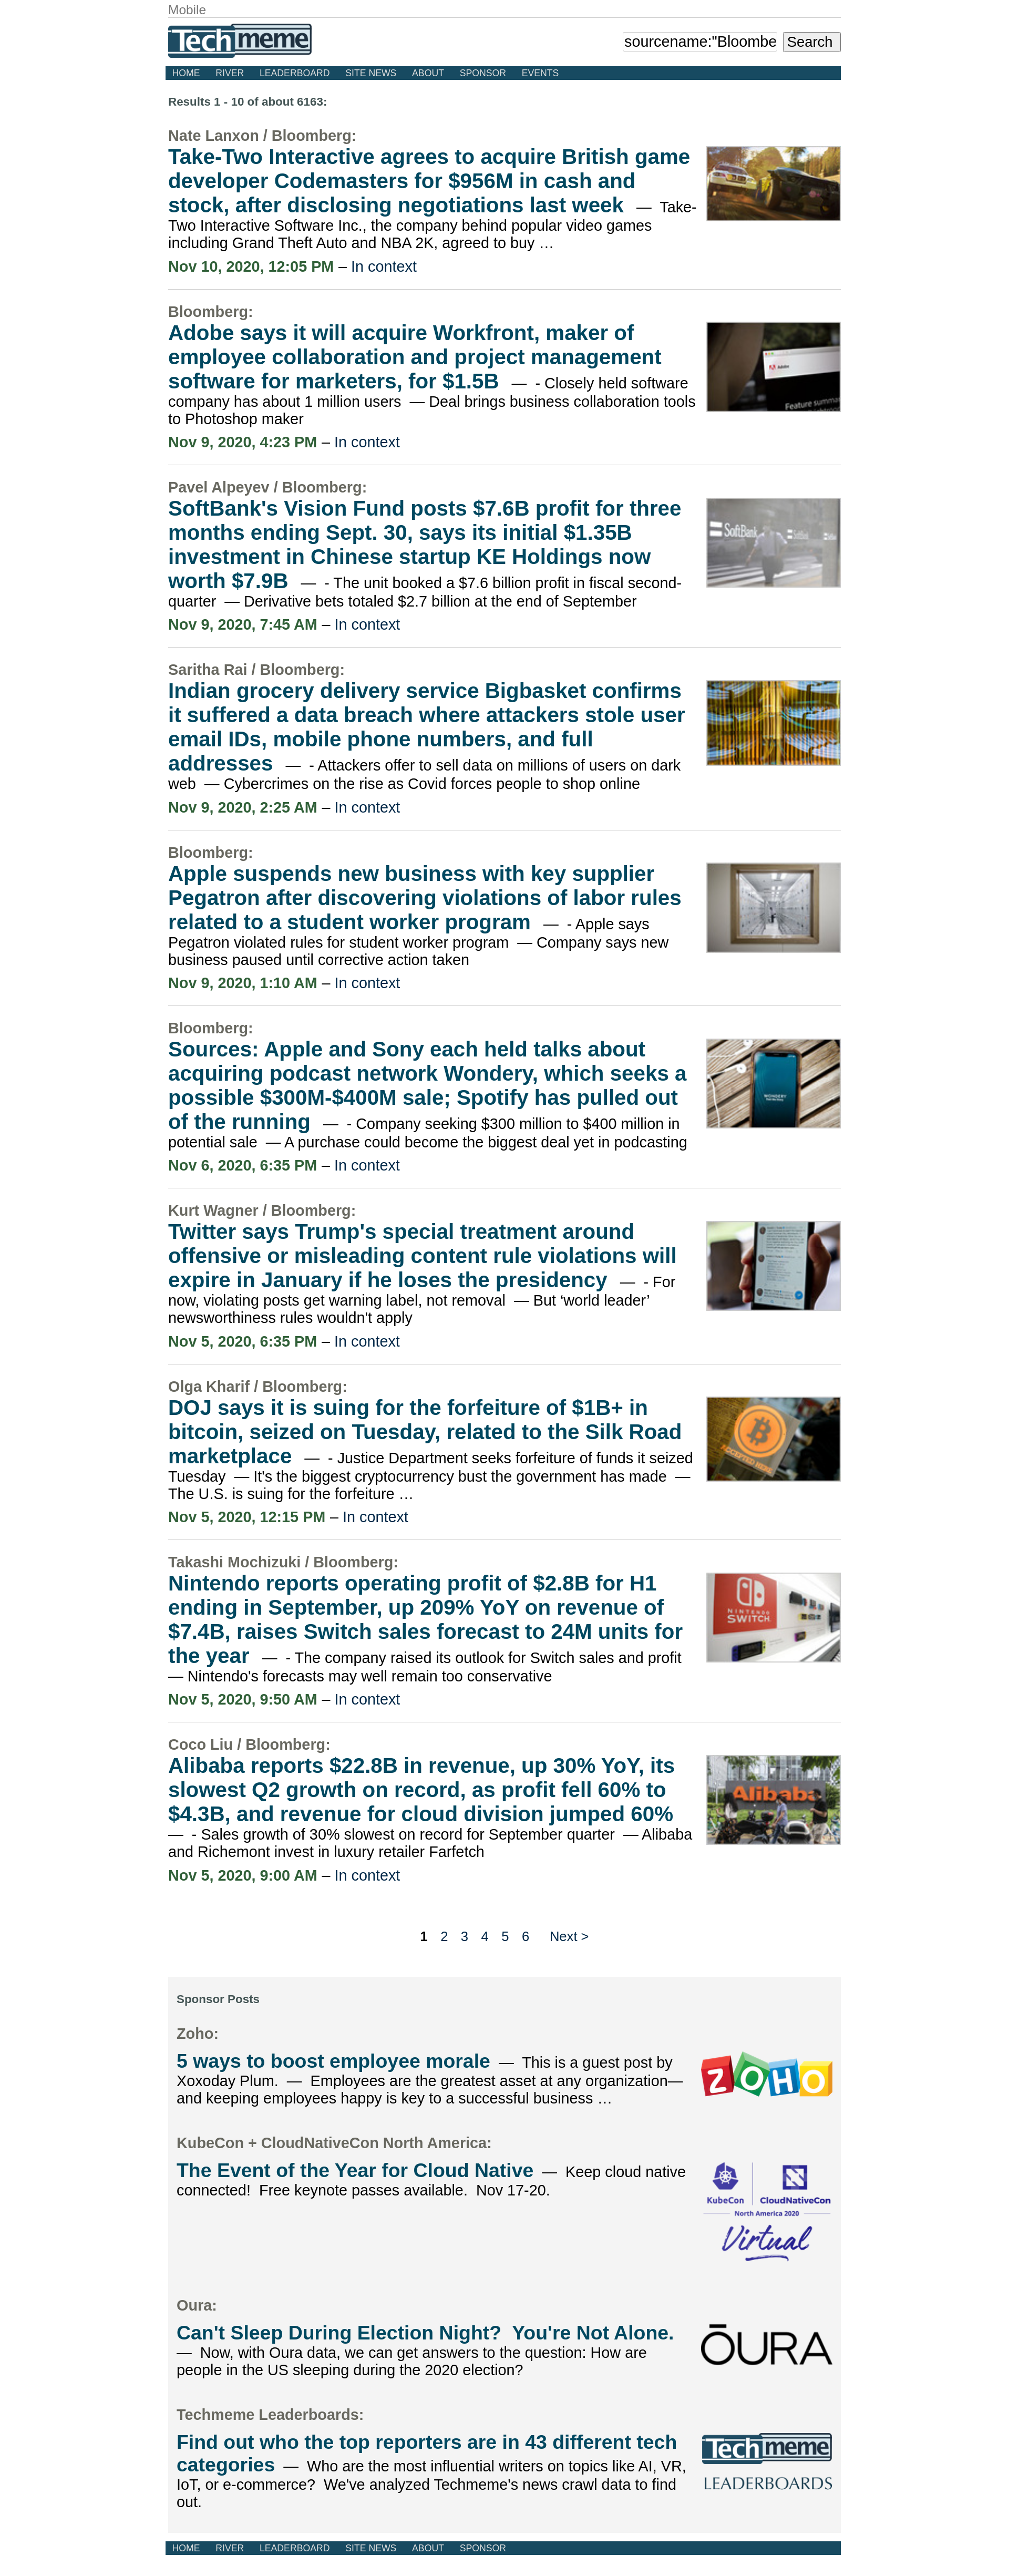 Mobile
Techmeme
sourcename:"Bloombe
Search
HOME RIVER LEADERBOARD SITE NEWS ABOUT SPONSOR EVENTS
Results 1 - 10 of about 6163:
Nate Lanxon / Bloomberg:
Take-Two Interactive agrees to acquire British game
developer Codemasters for $956M in cash and
stock, after disclosing negotiations last week — Take-
Two Interactive Software Inc., the company behind popular video games
including Grand Theft Auto and NBA 2K, agreed to buy …
Nov 10, 2020, 12:05 PM – In context
Bloomberg:
Adobe says it will acquire Workfront, maker of
employee collaboration and project management
software for marketers, for $1.5B — - Closely held software
company has about 1 million users — Deal brings business collaboration tools
to Photoshop maker
Adobe
Feature summa
Nov 9, 2020, 4:23 PM – In context
Pavel Alpeyev / Bloomberg:
SoftBank's Vision Fund posts $7.6B profit for three
months ending Sept. 30, says its initial $1.35B
investment in Chinese startup KE Holdings now
worth $7.9B — - The unit booked a $7.6 billion profit in fiscal second-
quarter — Derivative bets totaled $2.7 billion at the end of September
SoftBank
Nov 9, 2020, 7:45 AM – In context
Saritha Rai / Bloomberg:
Indian grocery delivery service Bigbasket confirms
it suffered a data breach where attackers stole user
email IDs, mobile phone numbers, and full
addresses — - Attackers offer to sell data on millions of users on dark
web — Cybercrimes on the rise as Covid forces people to shop online
Nov 9, 2020, 2:25 AM – In context
Bloomberg:
Apple suspends new business with key supplier
Pegatron after discovering violations of labor rules
related to a student worker program — - Apple says
Pegatron violated rules for student worker program — Company says new
business paused until corrective action taken
Nov 9, 2020, 1:10 AM – In context
Bloomberg:
Sources: Apple and Sony each held talks about
acquiring podcast network Wondery, which seeks a
possible $300M-$400M sale; Spotify has pulled out
of the running — - Company seeking $300 million to $400 million in
potential sale — A purchase could become the biggest deal yet in podcasting
WONDERY
Nov 6, 2020, 6:35 PM – In context
Kurt Wagner / Bloomberg:
Twitter says Trump's special treatment around
offensive or misleading content rule violations will
expire in January if he loses the presidency — - For
now, violating posts get warning label, not removal — But ‘world leader’
newsworthiness rules wouldn't apply
Nov 5, 2020, 6:35 PM – In context
Olga Kharif / Bloomberg:
DOJ says it is suing for the forfeiture of $1B+ in
bitcoin, seized on Tuesday, related to the Silk Road
marketplace — - Justice Department seeks forfeiture of funds it seized
Tuesday — It's the biggest cryptocurrency bust the government has made —
The U.S. is suing for the forfeiture …
ACCEPTED HERE
Nov 5, 2020, 12:15 PM – In context
Takashi Mochizuki / Bloomberg:
Nintendo reports operating profit of $2.8B for H1
ending in September, up 209% YoY on revenue of
$7.4B, raises Switch sales forecast to 24M units for
the year — - The company raised its outlook for Switch sales and profit
— Nintendo's forecasts may well remain too conservative
NINTENDO
SWITCH
Nov 5, 2020, 9:50 AM – In context
Coco Liu / Bloomberg:
Alibaba reports $22.8B in revenue, up 30% YoY, its
slowest Q2 growth on record, as profit fell 60% to
$4.3B, and revenue for cloud division jumped 60%
— - Sales growth of 30% slowest on record for September quarter — Alibaba
and Richemont invest in luxury retailer Farfetch
Alibaba
Nov 5, 2020, 9:00 AM – In context
1 2 3 4 5 6 Next >
Sponsor Posts
Zoho:
5 ways to boost employee morale — This is a guest post by
Xoxoday Plum. — Employees are the greatest asset at any organization—
and keeping employees happy is key to a successful business …
ZOHO
KubeCon + CloudNativeCon North America:
The Event of the Year for Cloud Native — Keep cloud native
connected! Free keynote passes available. Nov 17-20.
KubeCon CloudNativeCon
North America 2020
Virtual
Oura:
Can't Sleep During Election Night? You're Not Alone.
— Now, with Oura data, we can get answers to the question: How are
people in the US sleeping during the 2020 election?
ŌURA
Techmeme Leaderboards:
Find out who the top reporters are in 43 different tech
categories — Who are the most influential writers on topics like AI, VR,
IoT, or e-commerce? We've analyzed Techmeme's news crawl data to find
out.
Techmeme
LEADERBOARDS
HOME RIVER LEADERBOARD SITE NEWS ABOUT SPONSOR